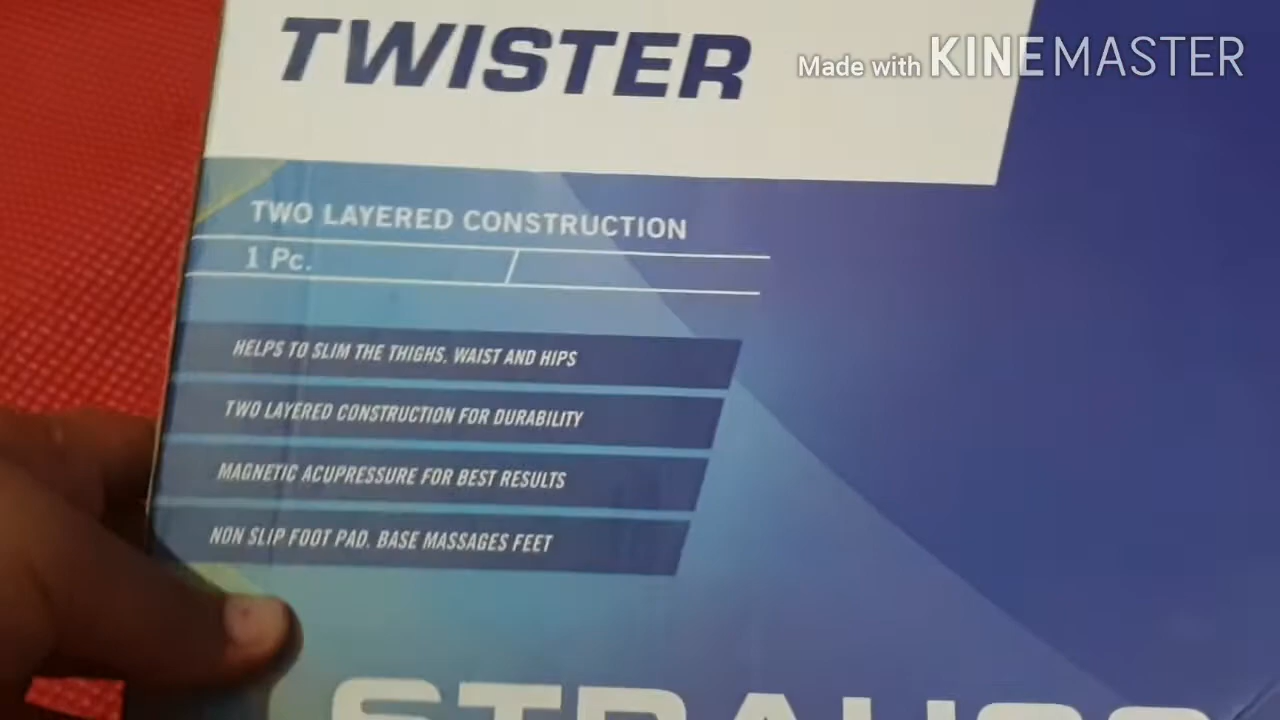 TWISTER
Made with KINEMASTER
TWO LAYERED CONSTRUCTION
1 Pc.
HELPS TO SLIM THE THIGHS, WAIST AND HIPS
TWO LAYERED CONSTRUCTION FOR DURABILITY
MAGNETIC ACUPRESSURE FOR BEST RESULTS
NON SLIP FOOT PAD. BASE MASSAGES FEET